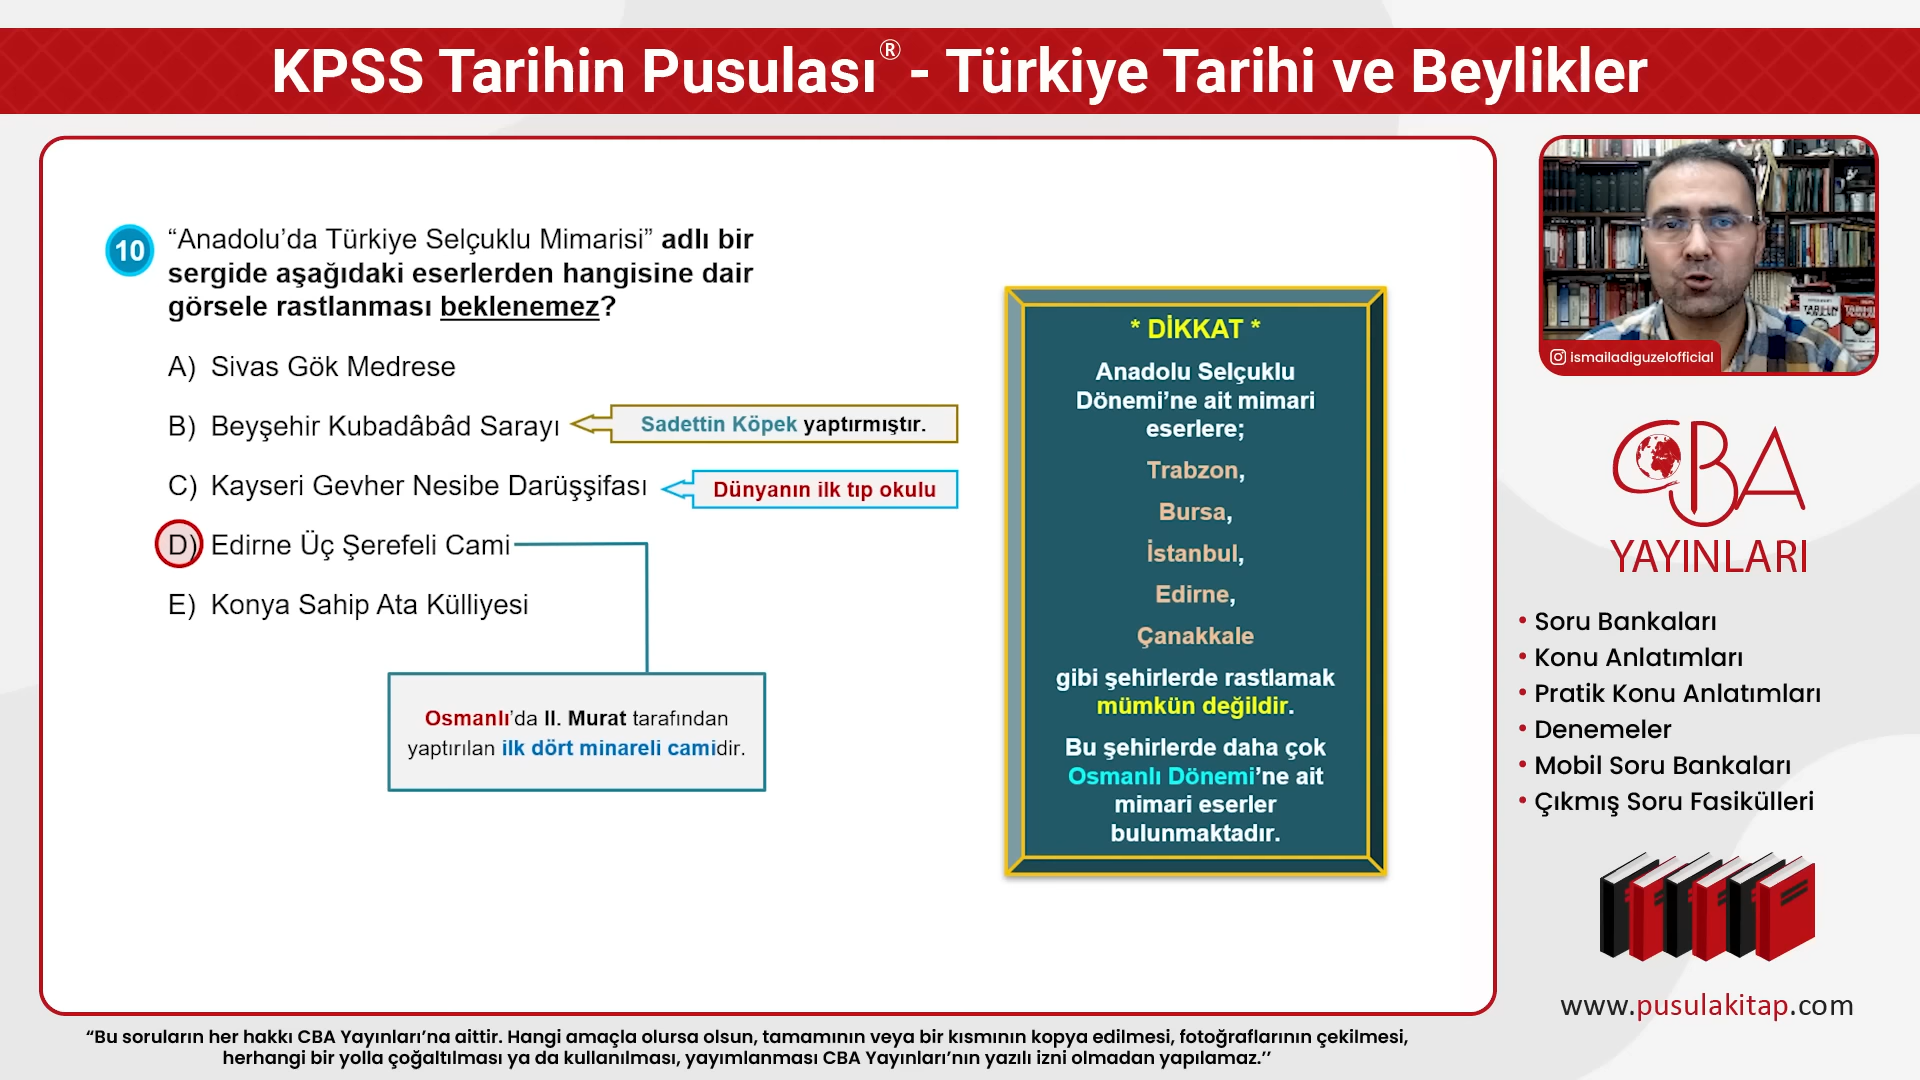 KPSS Tarihin Pusulası® - Türkiye Tarihi ve Beylikler
10
“Anadolu’da Türkiye Selçuklu Mimarisi” adlı bir
sergide aşağıdaki eserlerden hangisine dair
görsele rastlanması beklenemez?
A) Sivas Gök Medrese
B) Beyşehir Kubadâbâd Sarayı
Sadettin Köpek yaptırmıştır.
C) Kayseri Gevher Nesibe Darüşşifası
Dünyanın ilk tıp okulu
D) Edirne Üç Şerefeli Cami
E) Konya Sahip Ata Külliyesi
Osmanlı’da II. Murat tarafından
yaptırılan ilk dört minareli camidir.
* DİKKAT *
Anadolu Selçuklu
Dönemi’ne ait mimari
eserlere;
Trabzon,
Bursa,
İstanbul,
Edirne,
Çanakkale
gibi şehirlerde rastlamak
mümkün değildir.
Bu şehirlerde daha çok
Osmanlı Dönemi’ne ait
mimari eserler
bulunmaktadır.
ismailadiguzelofficial
CBA
YAYINLARI
• Soru Bankaları
• Konu Anlatımları
• Pratik Konu Anlatımları
• Denemeler
• Mobil Soru Bankaları
• Çıkmış Soru Fasikülleri
www.pusulakitap.com
“Bu soruların her hakkı CBA Yayınları’na aittir. Hangi amaçla olursa olsun, tamamının veya bir kısmının kopya edilmesi, fotoğraflarının çekilmesi,
herhangi bir yolla çoğaltılması ya da kullanılması, yayımlanması CBA Yayınları’nın yazılı izni olmadan yapılamaz.’’